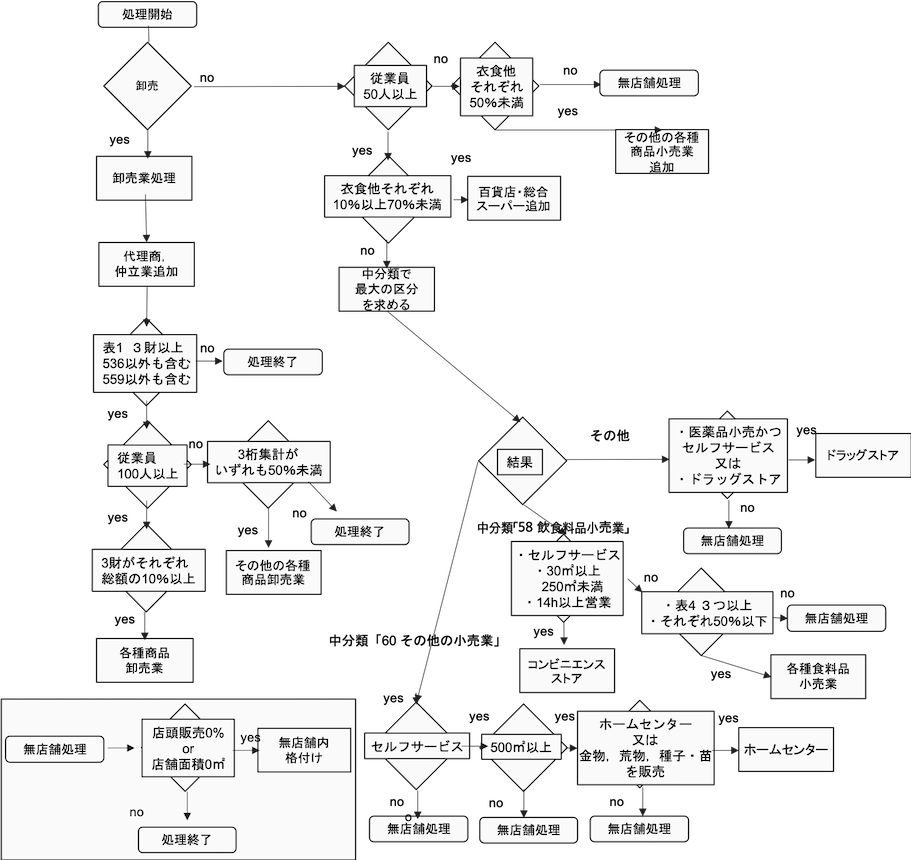 処理開始
卸売
no
従業員
50人以上
no
衣食他
それぞれ
50%未満
no
無店舗処理
yes
その他の各種
商品小売業
追加
yes
卸売業処理
yes
衣食他それぞれ
10%以上70%未満
yes
百貨店・総合
スーパー追加
no
中分類で
最大の区分
を求める
代理商,
仲立業追加
表1 3財以上
536以外も含む
559以外も含む
no
処理終了
yes
従業員
100人以上
no
3桁集計が
いずれも50%未満
no
処理終了
yes
その他の各種
商品卸売業
yes
3財がそれぞれ
総額の10%以上
yes
各種商品
卸売業
結果
その他
・医薬品小売かつ
セルフサービス
又は
・ドラッグストア
yes
ドラッグストア
no
無店舗処理
中分類「58 飲食料品小売業」
・セルフサービス
・30㎡以上
250㎡未満
・14h以上営業
no
・表4 3つ以上
・それぞれ50%以下
no
無店舗処理
yes
各種食料品
小売業
yes
コンビニエンス
ストア
中分類「60 その他の小売業」
yes
セルフサービス
yes
500㎡以上
yes
ホームセンター
又は
金物, 荒物, 種子・苗
を販売
yes
ホームセンター
no
o
無店舗処理
no
無店舗処理
no
無店舗処理
無店舗処理
店頭販売0%
or
店舗面積0㎡
yes
無店舗内
格付け
no
処理終了